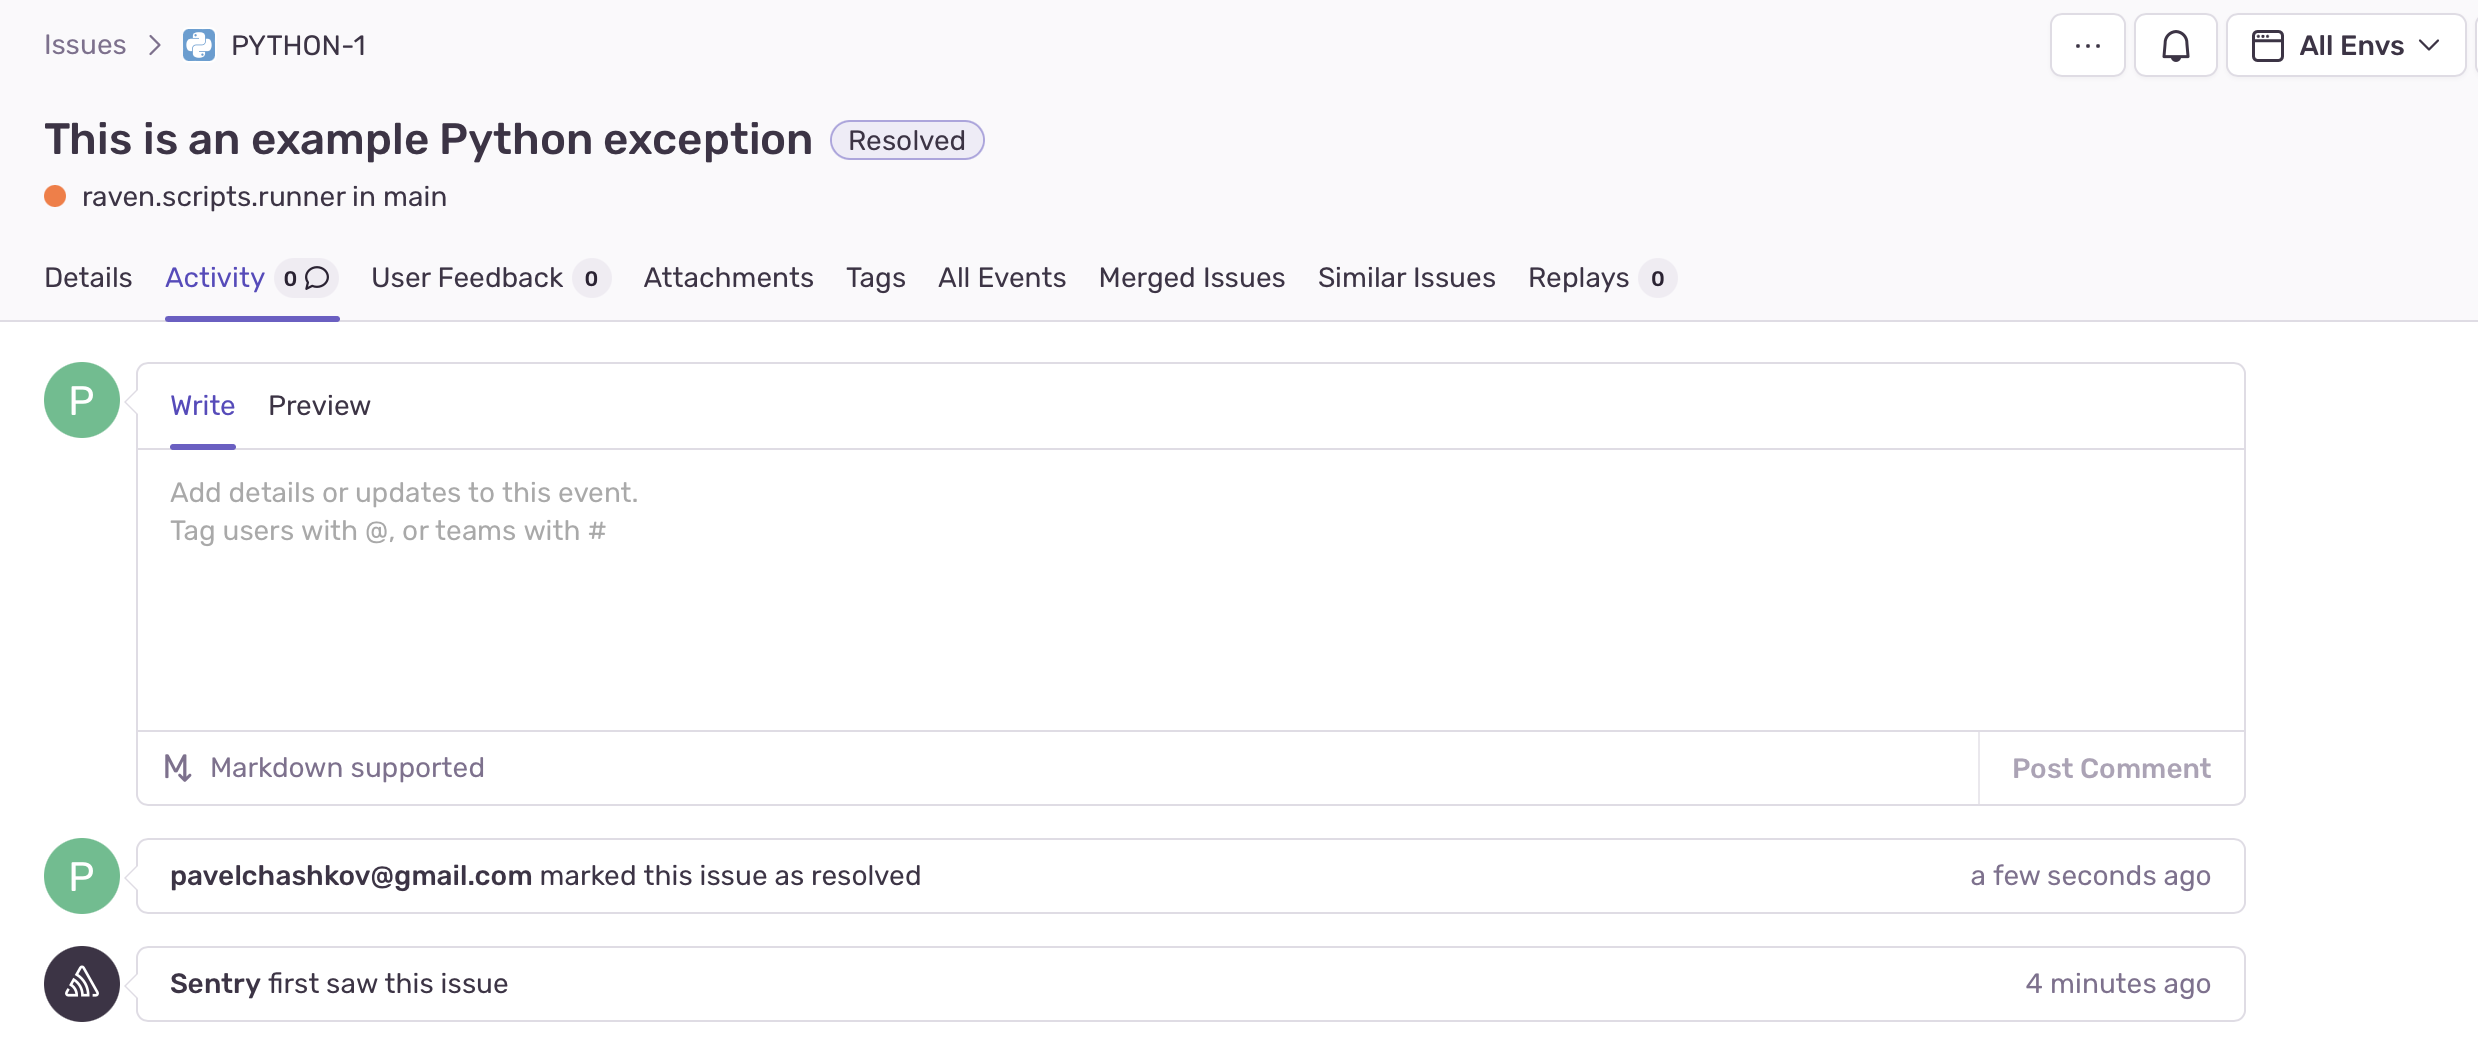 Issues > PYTHON-1
... All Envs
This is an example Python exception Resolved
raven.scripts.runner in main
Details Activity 0 User Feedback 0 Attachments Tags All Events Merged Issues Similar Issues Replays 0
P
Write Preview
Add details or updates to this event.
Tag users with @, or teams with #
Markdown supported Post Comment
P
pavelchashkov@gmail.com marked this issue as resolved a few seconds ago
Sentry first saw this issue 4 minutes ago